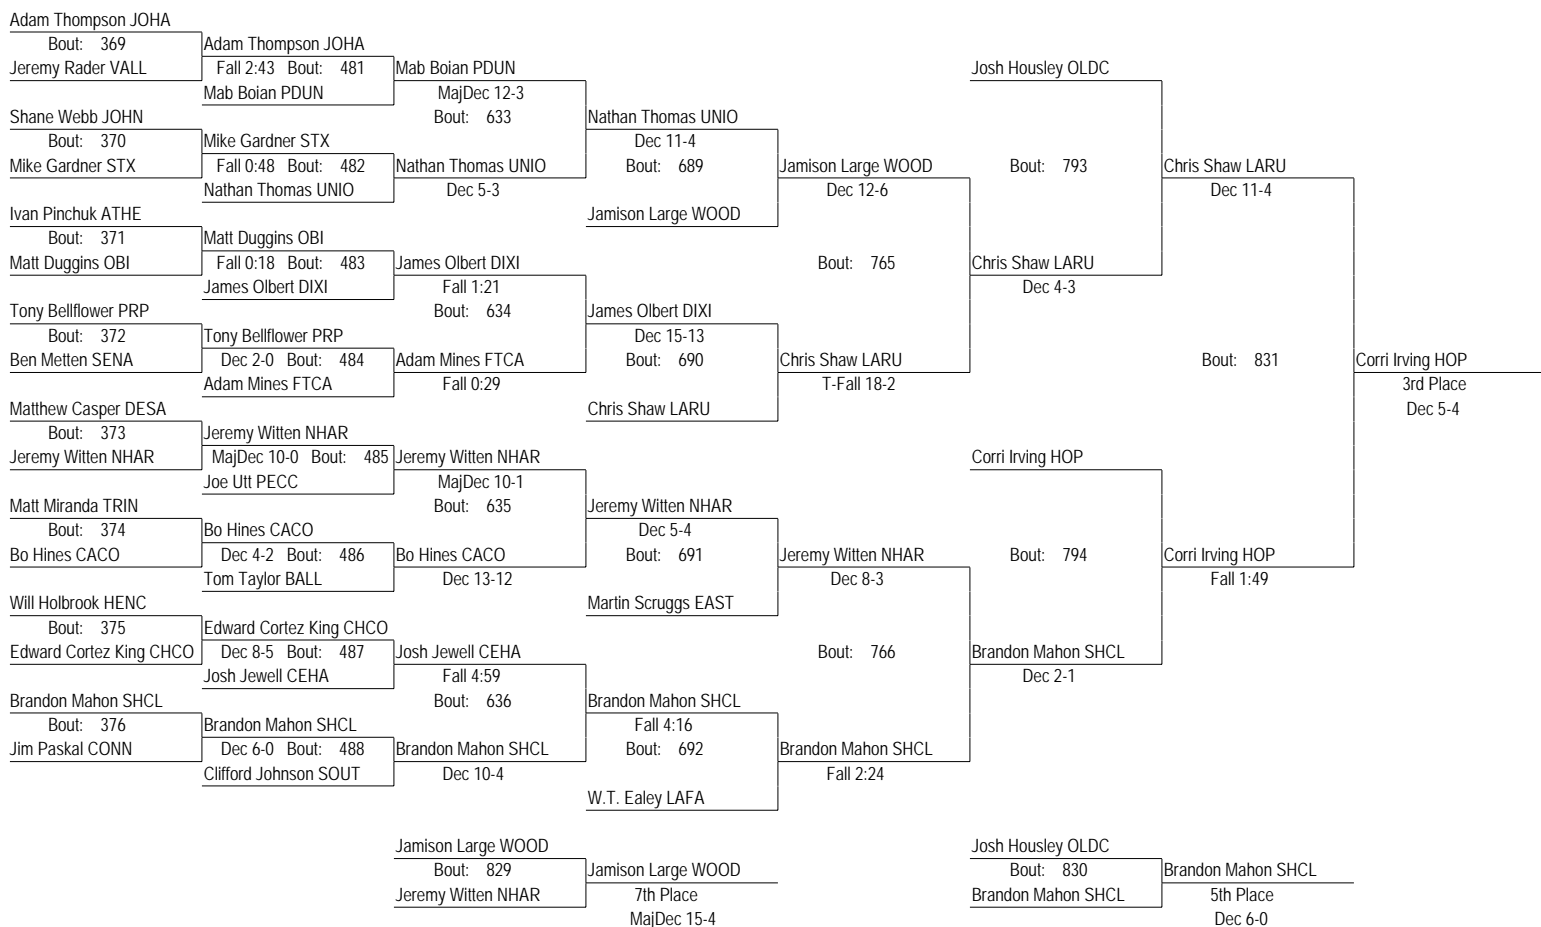 Adam Thompson JOHA
Bout: 369
Jeremy Rader VALL
Shane Webb JOHN
Bout: 370
Mike Gardner STX
Ivan Pinchuk ATHE
Bout: 371
Matt Duggins OBI
Tony Bellflower PRP
Bout: 372
Ben Metten SENA
Matthew Casper DESA
Bout: 373
Jeremy Witten NHAR
Matt Miranda TRIN
Bout: 374
Bo Hines CACO
Will Holbrook HENC
Bout: 375
Edward Cortez King CHCO
Brandon Mahon SHCL
Bout: 376
Jim Paskal CONN
Adam Thompson JOHA
Fall 2:43 Bout: 481
Mab Boian PDUN
Mike Gardner STX
Fall 0:48 Bout: 482
Nathan Thomas UNIO
Matt Duggins OBI
Fall 0:18 Bout: 483
James Olbert DIXI
Tony Bellflower PRP
Dec 2-0 Bout: 484
Adam Mines FTCA
Jeremy Witten NHAR
MajDec 10-0 Bout: 485
Joe Utt PECC
Bo Hines CACO
Dec 4-2 Bout: 486
Tom Taylor BALL
Edward Cortez King CHCO
Dec 8-5 Bout: 487
Josh Jewell CEHA
Brandon Mahon SHCL
Dec 6-0 Bout: 488
Clifford Johnson SOUT
Mab Boian PDUN
MajDec 12-3
Bout: 633
Nathan Thomas UNIO
Dec 5-3
James Olbert DIXI
Fall 1:21
Bout: 634
Adam Mines FTCA
Fall 0:29
Jeremy Witten NHAR
MajDec 10-1
Bout: 635
Bo Hines CACO
Dec 13-12
Josh Jewell CEHA
Fall 4:59
Bout: 636
Brandon Mahon SHCL
Dec 10-4
Nathan Thomas UNIO
Dec 11-4
Bout: 689
Jamison Large WOOD
James Olbert DIXI
Dec 15-13
Bout: 690
Chris Shaw LARU
Jeremy Witten NHAR
Dec 5-4
Bout: 691
Martin Scruggs EAST
Brandon Mahon SHCL
Fall 4:16
Bout: 692
W.T. Ealey LAFA
Jamison Large WOOD
Dec 12-6
Bout: 765
Chris Shaw LARU
T-Fall 18-2
Jeremy Witten NHAR
Dec 8-3
Bout: 766
Brandon Mahon SHCL
Fall 2:24
Josh Housley OLDC
Bout: 793
Chris Shaw LARU
Dec 4-3
Corri Irving HOP
Bout: 794
Brandon Mahon SHCL
Dec 2-1
Chris Shaw LARU
Dec 11-4
Bout: 831
Corri Irving HOP
Fall 1:49
Corri Irving HOP
3rd Place
Dec 5-4
Jamison Large WOOD
Bout: 829
Jeremy Witten NHAR
Jamison Large WOOD
7th Place
MajDec 15-4
Josh Housley OLDC
Bout: 830
Brandon Mahon SHCL
Brandon Mahon SHCL
5th Place
Dec 6-0